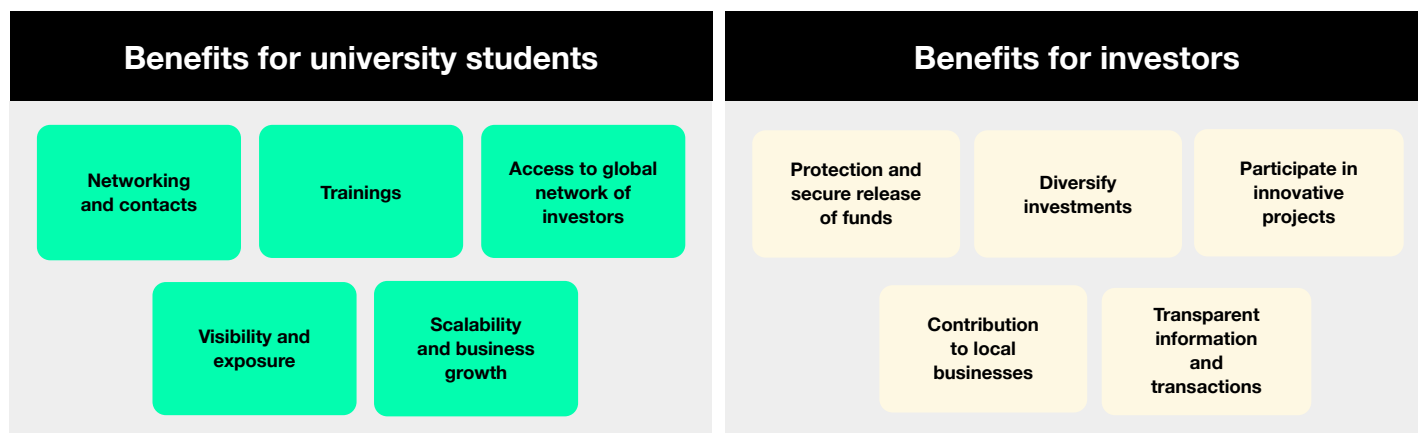 Benefits for university students
Networking
and contacts
Trainings
Access to global
network of
investors
Visibility and
exposure
Scalability
and business
growth
Benefits for investors
Protection and
secure release
of funds
Diversify
investments
Participate in
innovative
projects
Contribution
to local
businesses
Transparent
information
and
transactions